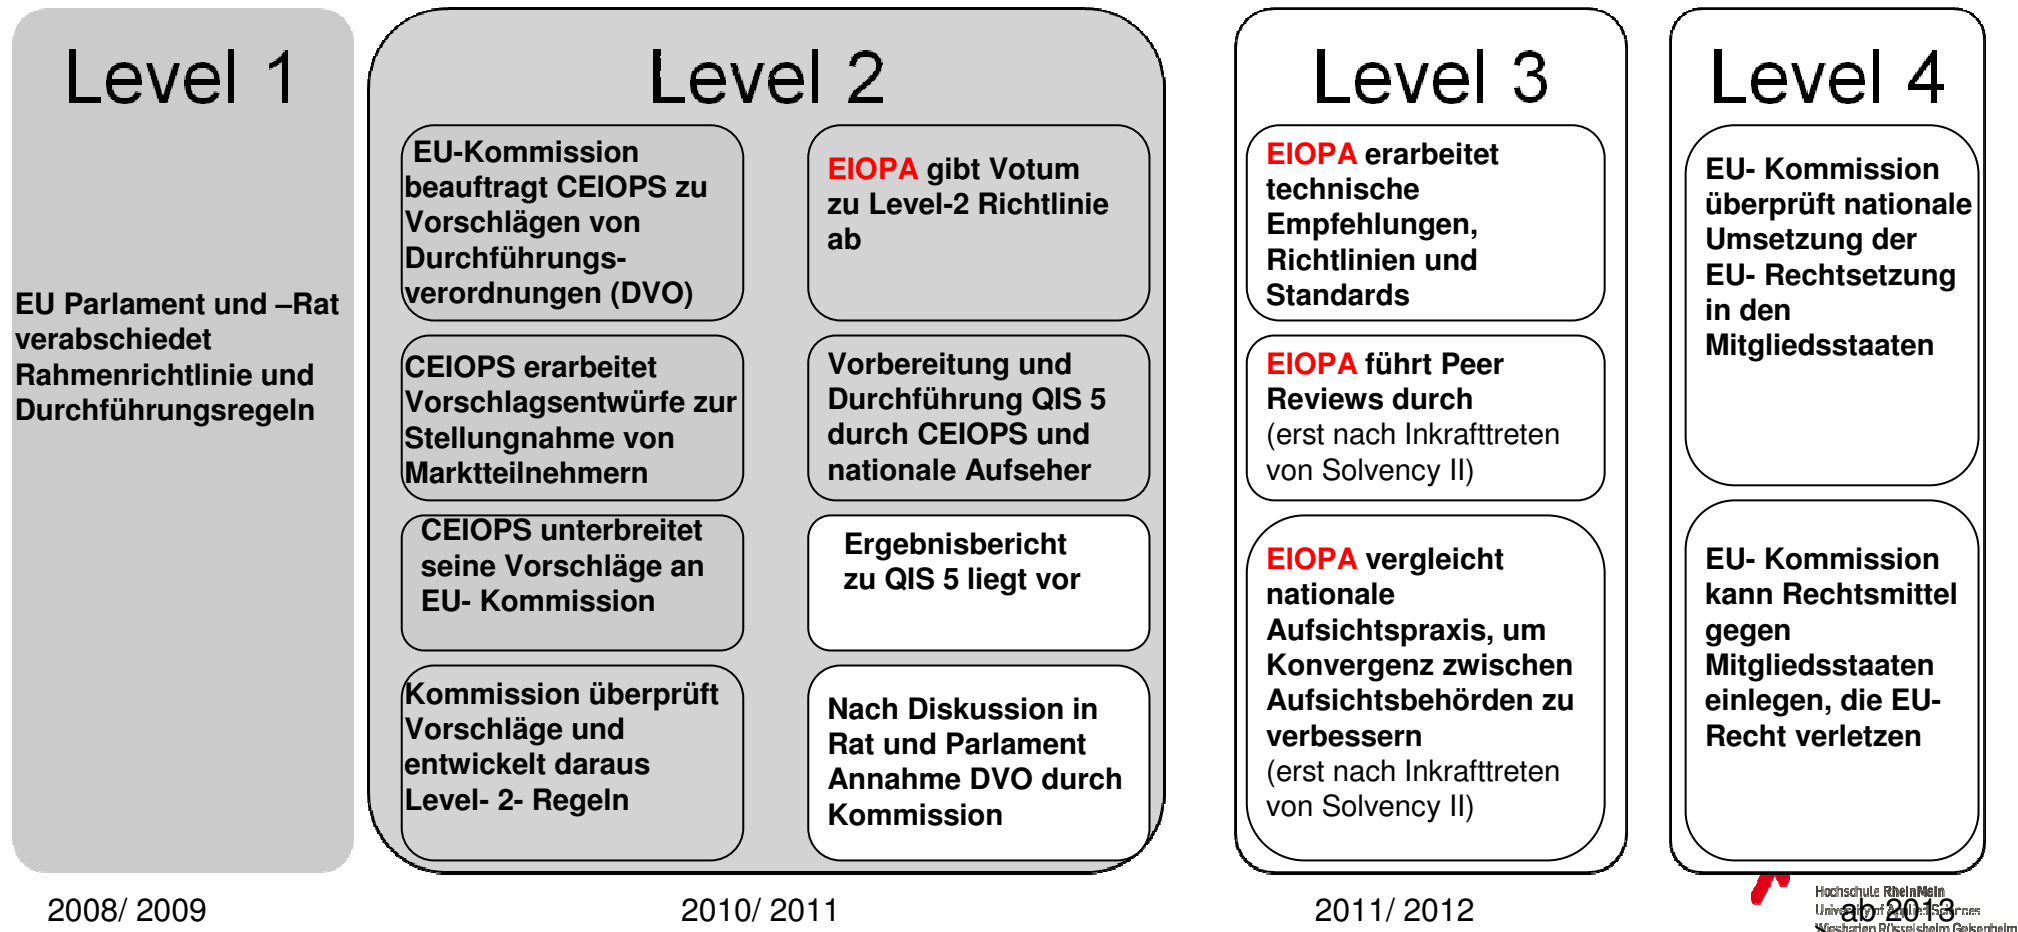 Level 1
EU Parlament und –Rat
verabschiedet
Rahmenrichtlinie und
Durchführungsregeln
2008/ 2009
Level 2
EU-Kommission
beauftragt CEIOPS zu
Vorschlägen von
Durchführungs-
verordnungen (DVO)
CEIOPS erarbeitet
Vorschlagsentwürfe zur
Stellungnahme von
Marktteilnehmern
CEIOPS unterbreitet
seine Vorschläge an
EU- Kommission
Kommission überprüft
Vorschläge und
entwickelt daraus
Level- 2- Regeln
EIOPA gibt Votum
zu Level-2 Richtlinie
ab
Vorbereitung und
Durchführung QIS 5
durch CEIOPS und
nationale Aufseher
Ergebnisbericht
zu QIS 5 liegt vor
Nach Diskussion in
Rat und Parlament
Annahme DVO durch
Kommission
2010/ 2011
Level 3
EIOPA erarbeitet
technische
Empfehlungen,
Richtlinien und
Standards
EIOPA führt Peer
Reviews durch
(erst nach Inkrafttreten
von Solvency II)
EIOPA vergleicht
nationale
Aufsichtspraxis, um
Konvergenz zwischen
Aufsichtsbehörden zu
verbessern
(erst nach Inkrafttreten
von Solvency II)
2011/ 2012
Level 4
EU- Kommission
überprüft nationale
Umsetzung der
EU- Rechtsetzung
in den
Mitgliedsstaaten
EU- Kommission
kann Rechtsmittel
gegen
Mitgliedsstaaten
einlegen, die EU-
Recht verletzen
ab 2013
Hochschule RheinMain
University of Applied Sciences
Wiesbaden Rüsselsheim Geisenheim